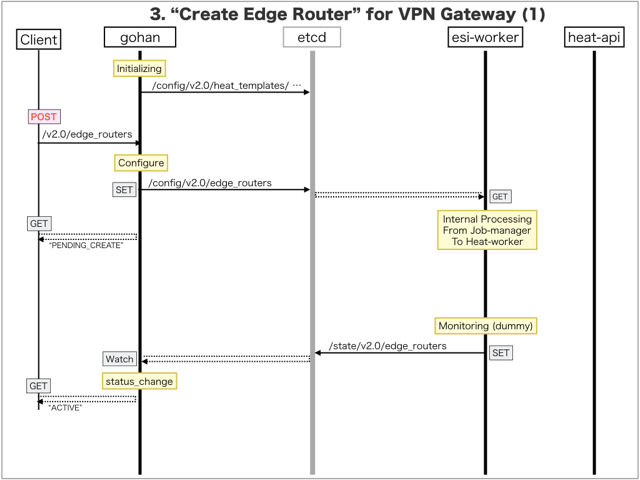 3. “Create Edge Router” for VPN Gateway (1)
Client
gohan
etcd
esi-worker
heat-api
Initializing
/config/v2.0/heat_templates/ ···
POST
/v2.0/edge_routers
Configure
SET
/config/v2.0/edge_routers
GET
GET
"PENDING_CREATE"
Internal Processing
From Job-manager
To Heat-worker
Monitoring (dummy)
/state/v2.0/edge_routers
SET
Watch
status_change
GET
"ACTIVE"